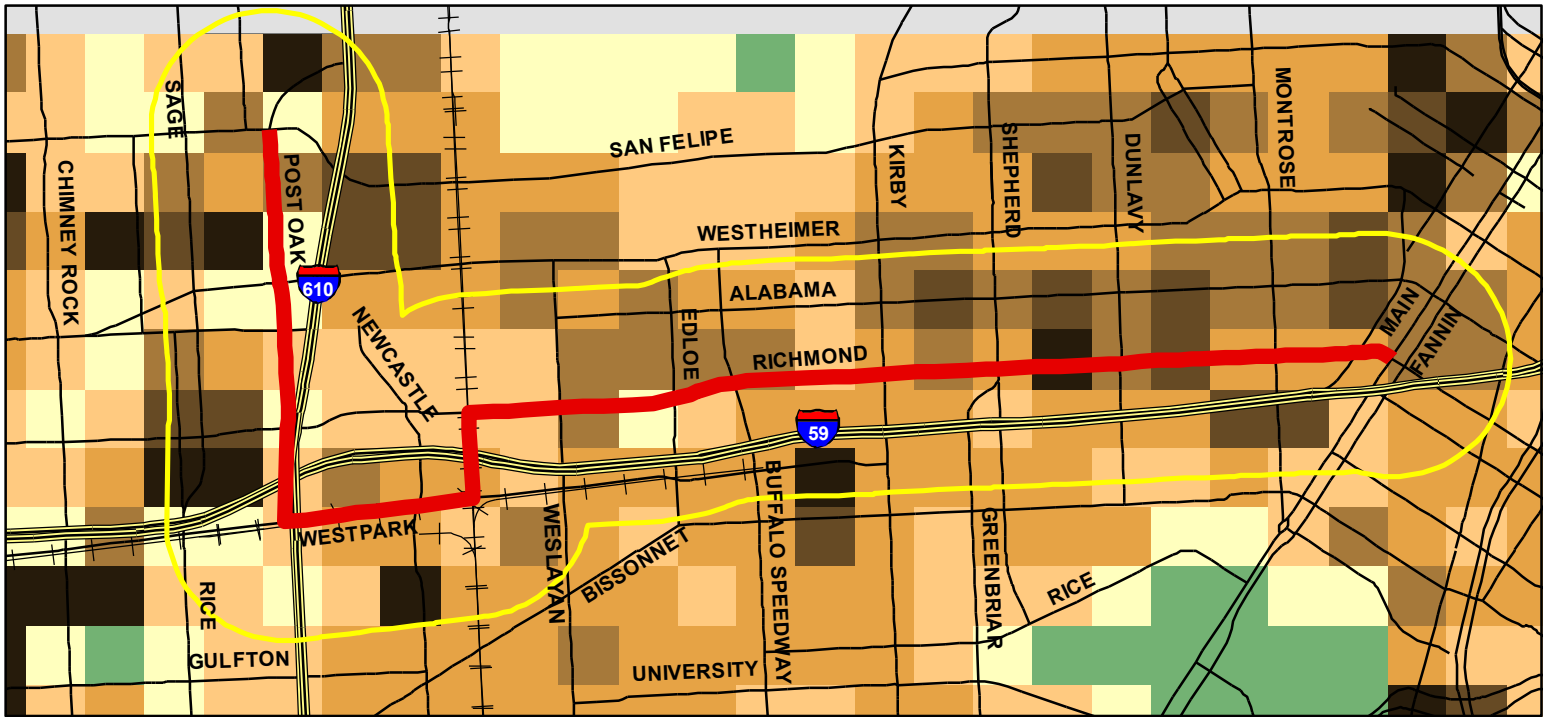 SAGE
CHIMNEY ROCK
POST OAK
610
NEWCASTLE
SAN FELIPE
WESTHEIMER
ALABAMA
EDLOE
RICHMOND
KIRBY
SHEPHERD
DUNLAVY
MONTROSE
MAIN
FANNIN
59
WESTPARK
WESLAYAN
BISSONNET
BUFFALO SPEEDWAY
GREENBRIAR
RICE
RICE
GULFTON
UNIVERSITY